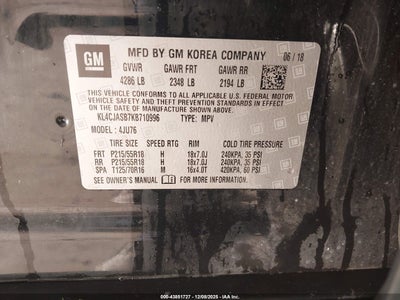 GM
MFD BY GM KOREA COMPANY 06 / 18
GVWR GAWR FRT GAWR RR
4286 LB 2348 LB 2194 LB
THIS VEHICLE CONFORMS TO ALL APPLICABLE U.S. FEDERAL MOTOR
VEHICLE SAFETY AND THEFT PREVENTION STANDARDS IN EFFECT
ON THE DATE OF MANUFACTURE SHOWN ABOVE.
KL4CJASB7KB710996 TYPE: MPV
MODEL: 4JU76
TIRE SIZE SPEED RTG RIM COLD TIRE PRESSURE
FRT P215/55R18 H 18x7.0J 240KPA, 35 PSI
RR P215/55R18 H 18x7.0J 240KPA, 35 PSI
SPA T125/70R16 M 16x4.0T 420KPA, 60 PSI
SEE OWNER'S MANUAL FOR MORE INFORMATION.
000-43851727 - 12/08/2025 - IAAI.com